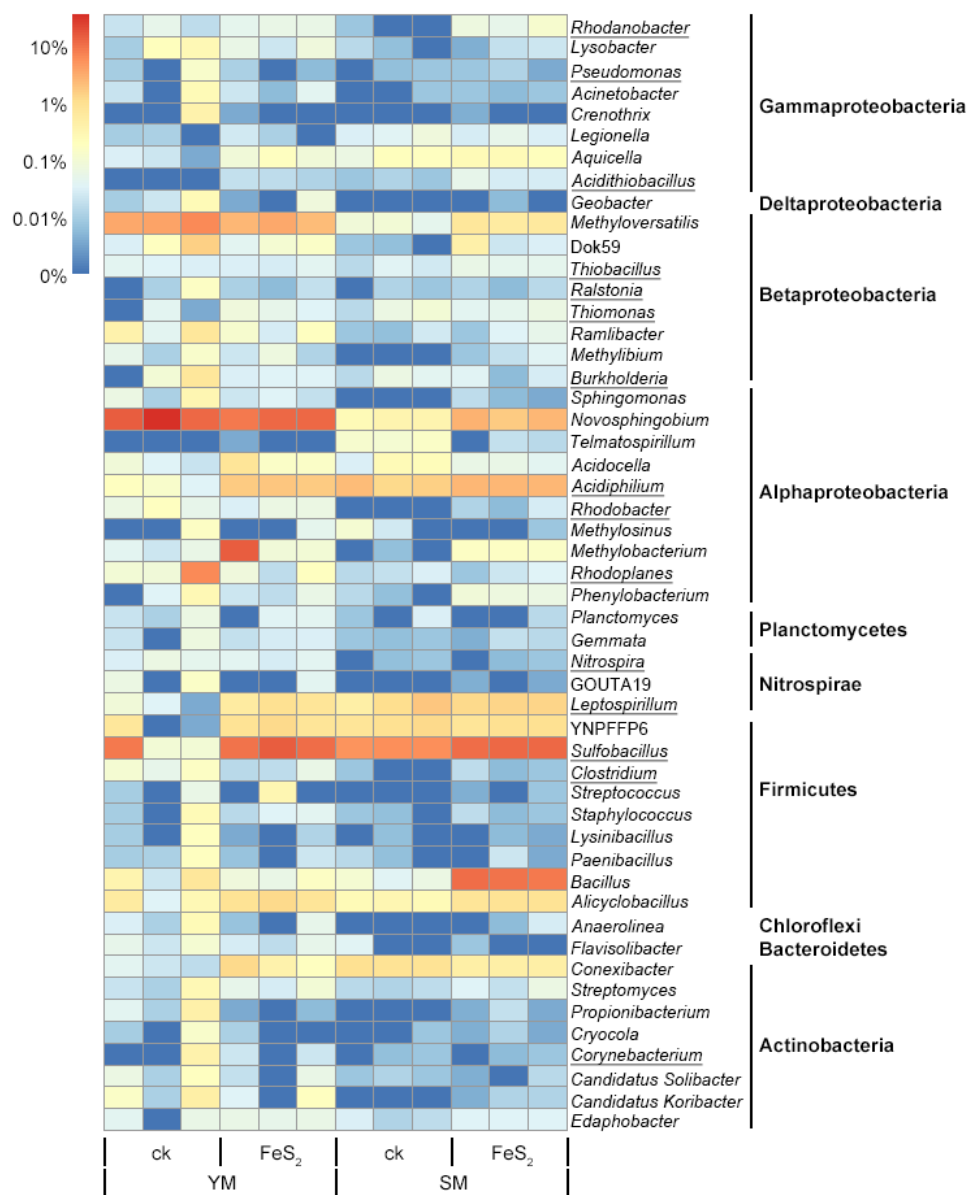 10%
1%
0.1%
0.01%
0%
Rhodanobacter
Lysobacter
Pseudomonas
Acinetobacter
Crenothrix
Legionella
Aquicella
Acidithiobacillus
Geobacter
Methyloversatilis
Dok59
Thiobacillus
Ralstonia
Thiomonas
Ramlibacter
Methylibium
Burkholderia
Sphingomonas
Novosphingobium
Telmatospirillum
Acidocella
Acidiphilium
Rhodobacter
Methylosinus
Methylobacterium
Rhodoplanes
Phenylobacterium
Planctomyces
Gemmata
Nitrospira
GOUTA19
Leptospirillum
YNPFFP6
Sulfobacillus
Clostridium
Streptococcus
Staphylococcus
Lysinibacillus
Paenibacillus
Bacillus
Alicyclobacillus
Anaerolinea
Flavisolibacter
Conexibacter
Streptomyces
Propionibacterium
Cryocola
Corynebacterium
Candidatus Solibacter
Candidatus Koribacter
Edaphobacter
Gammaproteobacteria
Deltaproteobacteria
Betaproteobacteria
Alphaproteobacteria
Planctomycetes
Nitrospirae
Firmicutes
Chloroflexi
Bacteroidetes
Actinobacteria
ck FeS₂ ck FeS₂
YM SM